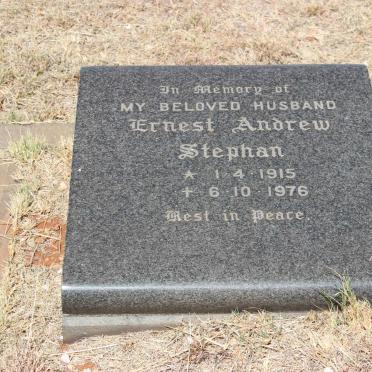 In Memory of
MY BELOVED HUSBAND
Ernest Andrew
Stephan
★ 1·4·1915
✝ 6·10·1976
Rest in Peace.